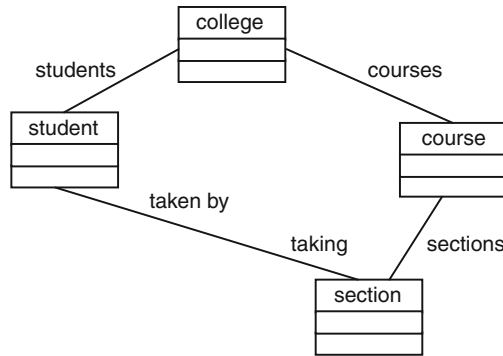 college
students
courses
student
course
taken by
taking
sections
section